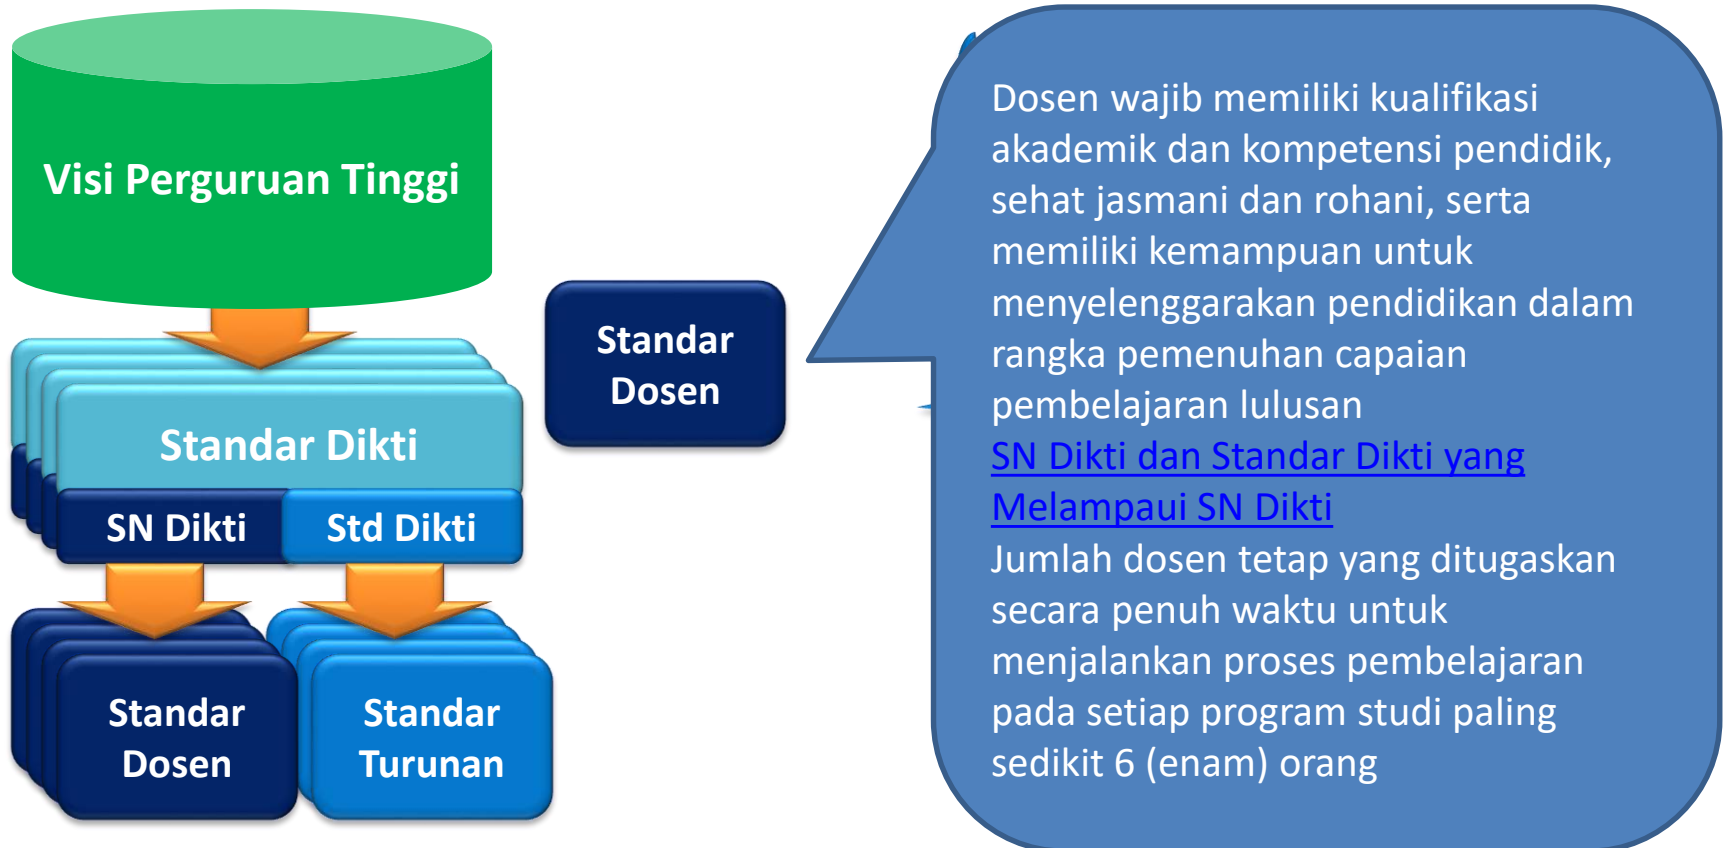 Visi Perguruan Tinggi
Standar Dikti
SN Dikti
Std Dikti
Standar
Dosen
Standar
Turunan
Standar
Dosen
Dosen wajib memiliki kualifikasi
akademik dan kompetensi pendidik,
sehat jasmani dan rohani, serta
memiliki kemampuan untuk
menyelenggarakan pendidikan dalam
rangka pemenuhan capaian
pembelajaran lulusan
SN Dikti dan Standar Dikti yang
Melampaui SN Dikti
Jumlah dosen tetap yang ditugaskan
secara penuh waktu untuk
menjalankan proses pembelajaran
pada setiap program studi paling
sedikit 6 (enam) orang